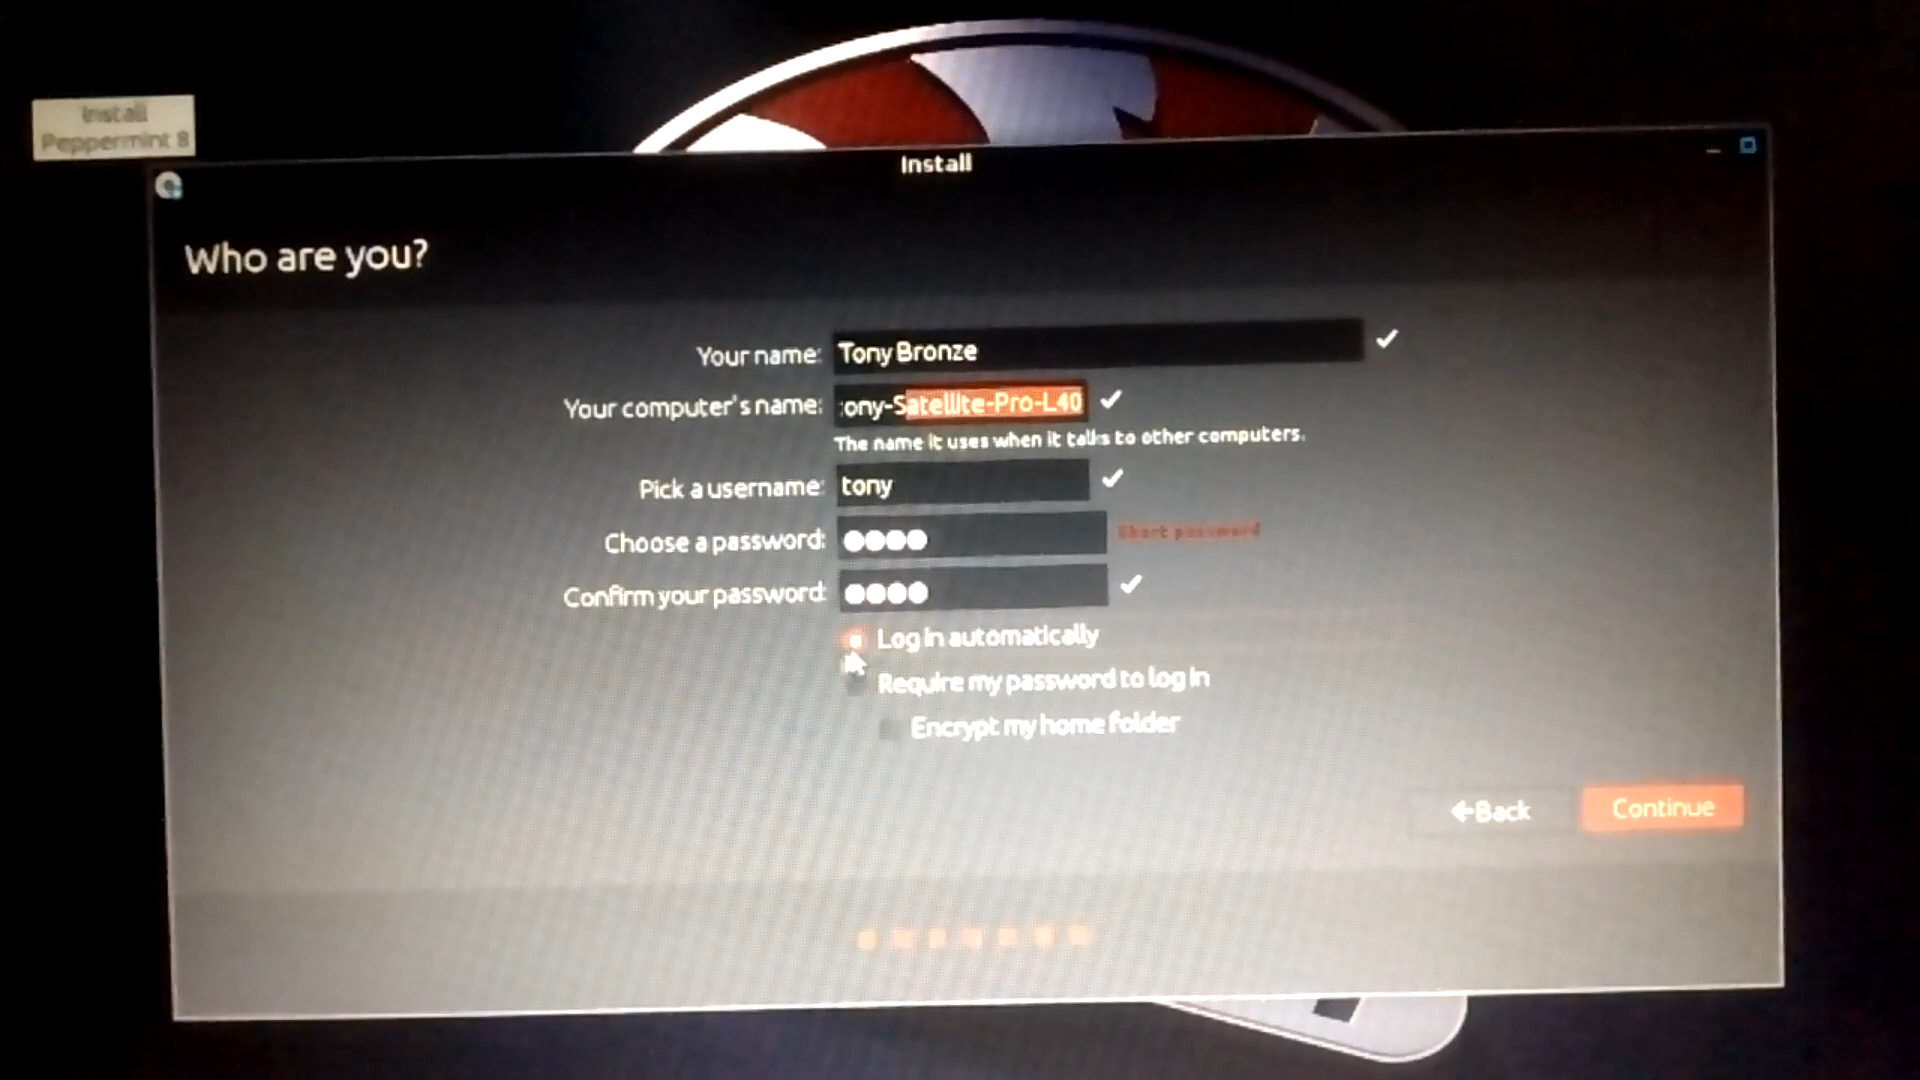 Install
Peppermint 8
Install
Who are you?
Your name: Tony Bronze
Your computer's name: ony-Satellite-Pro-L40
The name it uses when it talks to other computers.
Pick a username: tony
Choose a password: Short password
Confirm your password:
Log in automatically
Require my password to log in
Encrypt my home folder
Back
Continue